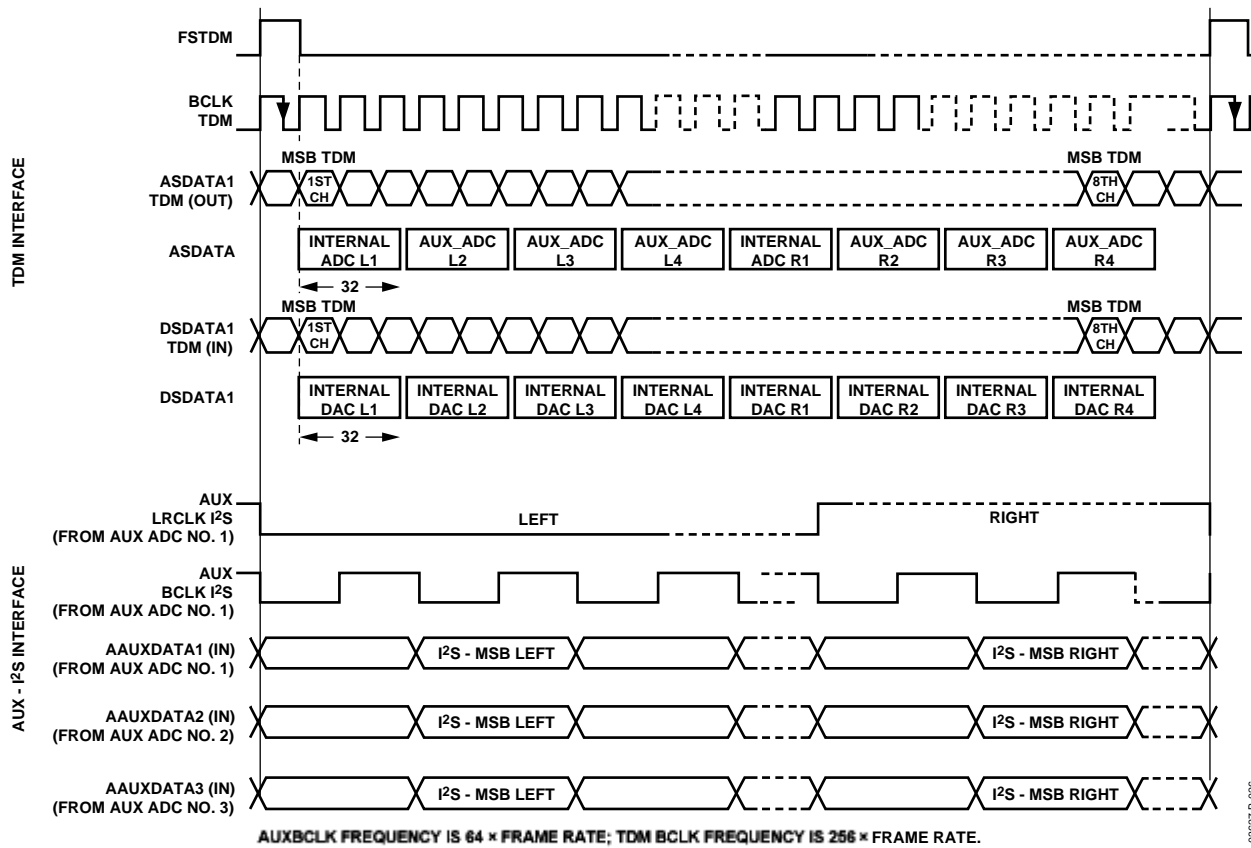 FSTDM
BCLK
TDM
TDM INTERFACE
MSB TDM
MSB TDM
ASDATA1
TDM (OUT)
1ST
CH
8TH
CH
ASDATA
INTERNAL
ADC L1
AUX_ADC
L2
AUX_ADC
L3
AUX_ADC
L4
INTERNAL
ADC R1
AUX_ADC
R2
AUX_ADC
R3
AUX_ADC
R4
32
MSB TDM
MSB TDM
DSDATA1
TDM (IN)
1ST
CH
8TH
CH
DSDATA1
INTERNAL
DAC L1
INTERNAL
DAC L2
INTERNAL
DAC L3
INTERNAL
DAC L4
INTERNAL
DAC R1
INTERNAL
DAC R2
INTERNAL
DAC R3
INTERNAL
DAC R4
32
AUX - I²S INTERFACE
AUX
LRCLK I²S
(FROM AUX ADC NO. 1)
LEFT
RIGHT
AUX
BCLK I²S
(FROM AUX ADC NO. 1)
AAUXDATA1 (IN)
(FROM AUX ADC NO. 1)
I²S - MSB LEFT
I²S - MSB RIGHT
AAUXDATA2 (IN)
(FROM AUX ADC NO. 2)
I²S - MSB LEFT
I²S - MSB RIGHT
AAUXDATA3 (IN)
(FROM AUX ADC NO. 3)
I²S - MSB LEFT
I²S - MSB RIGHT
AUXBCLK FREQUENCY IS 64 × FRAME RATE; TDM BCLK FREQUENCY IS 256 × FRAME RATE.